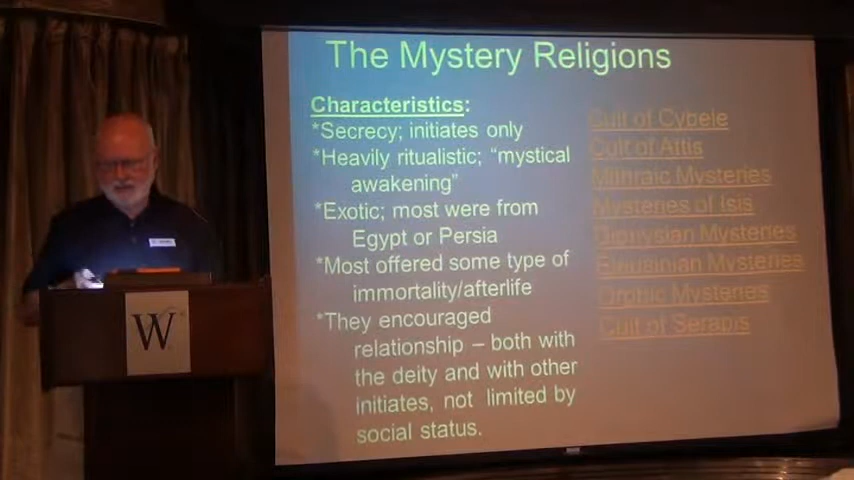 The Mystery Religions
Characteristics:
*Secrecy; initiates only
*Heavily ritualistic; “mystical
awakening”
*Exotic; most were from
Egypt or Persia
*Most offered some type of
immortality/afterlife
*They encouraged
relationship – both with
the deity and with other
initiates, not limited by
social status.
Cult of Cybele
Cult of Attis
Mithraic Mysteries
Mysteries of Isis
Dionysian Mysteries
Eleusinian Mysteries
Orphic Mysteries
Cult of Serapis
W